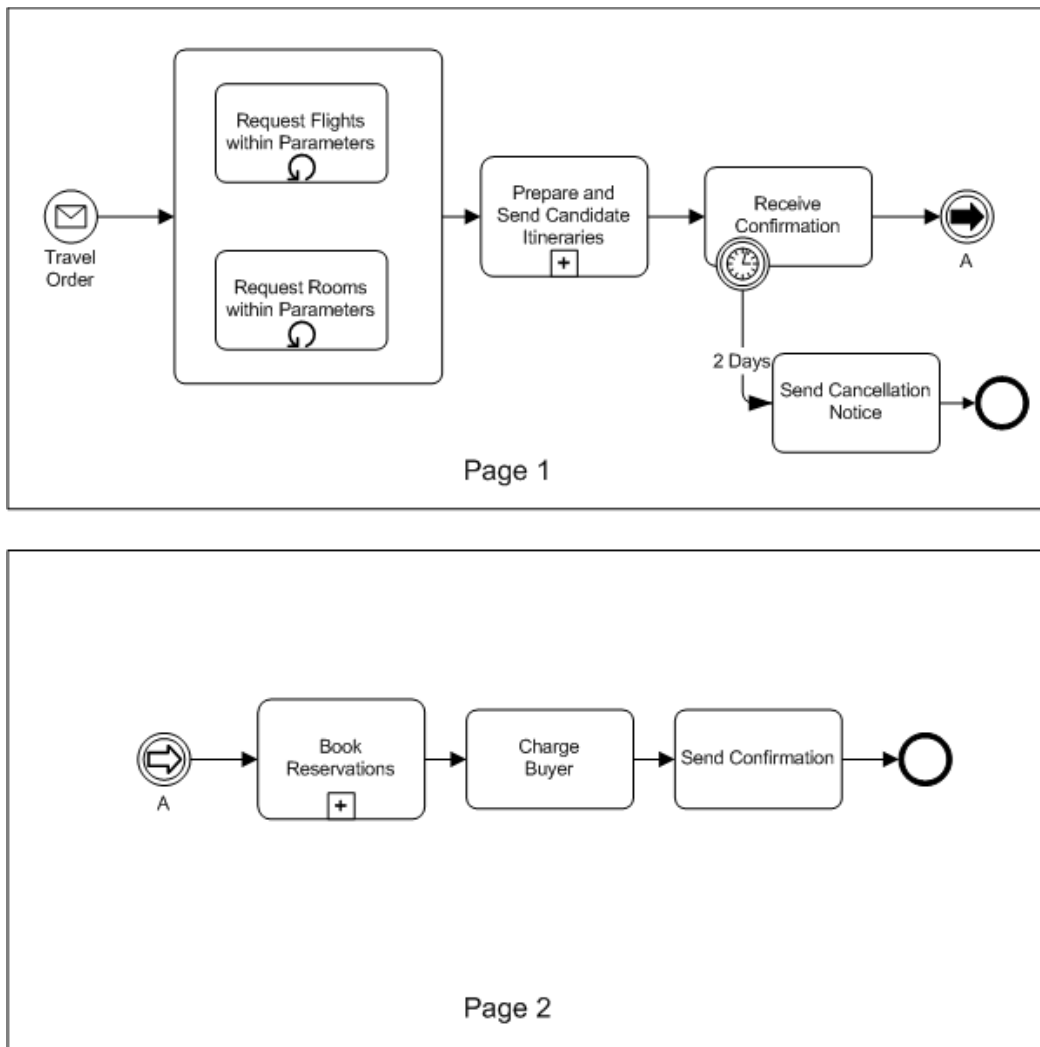 Request Flights
within Parameters
Request Rooms
within Parameters
Travel
Order
Prepare and
Send Candidate
Itineraries
Receive
Confirmation
A
2 Days
Send Cancellation
Notice
Page 1
A
Book
Reservations
Charge
Buyer
Send Confirmation
Page 2